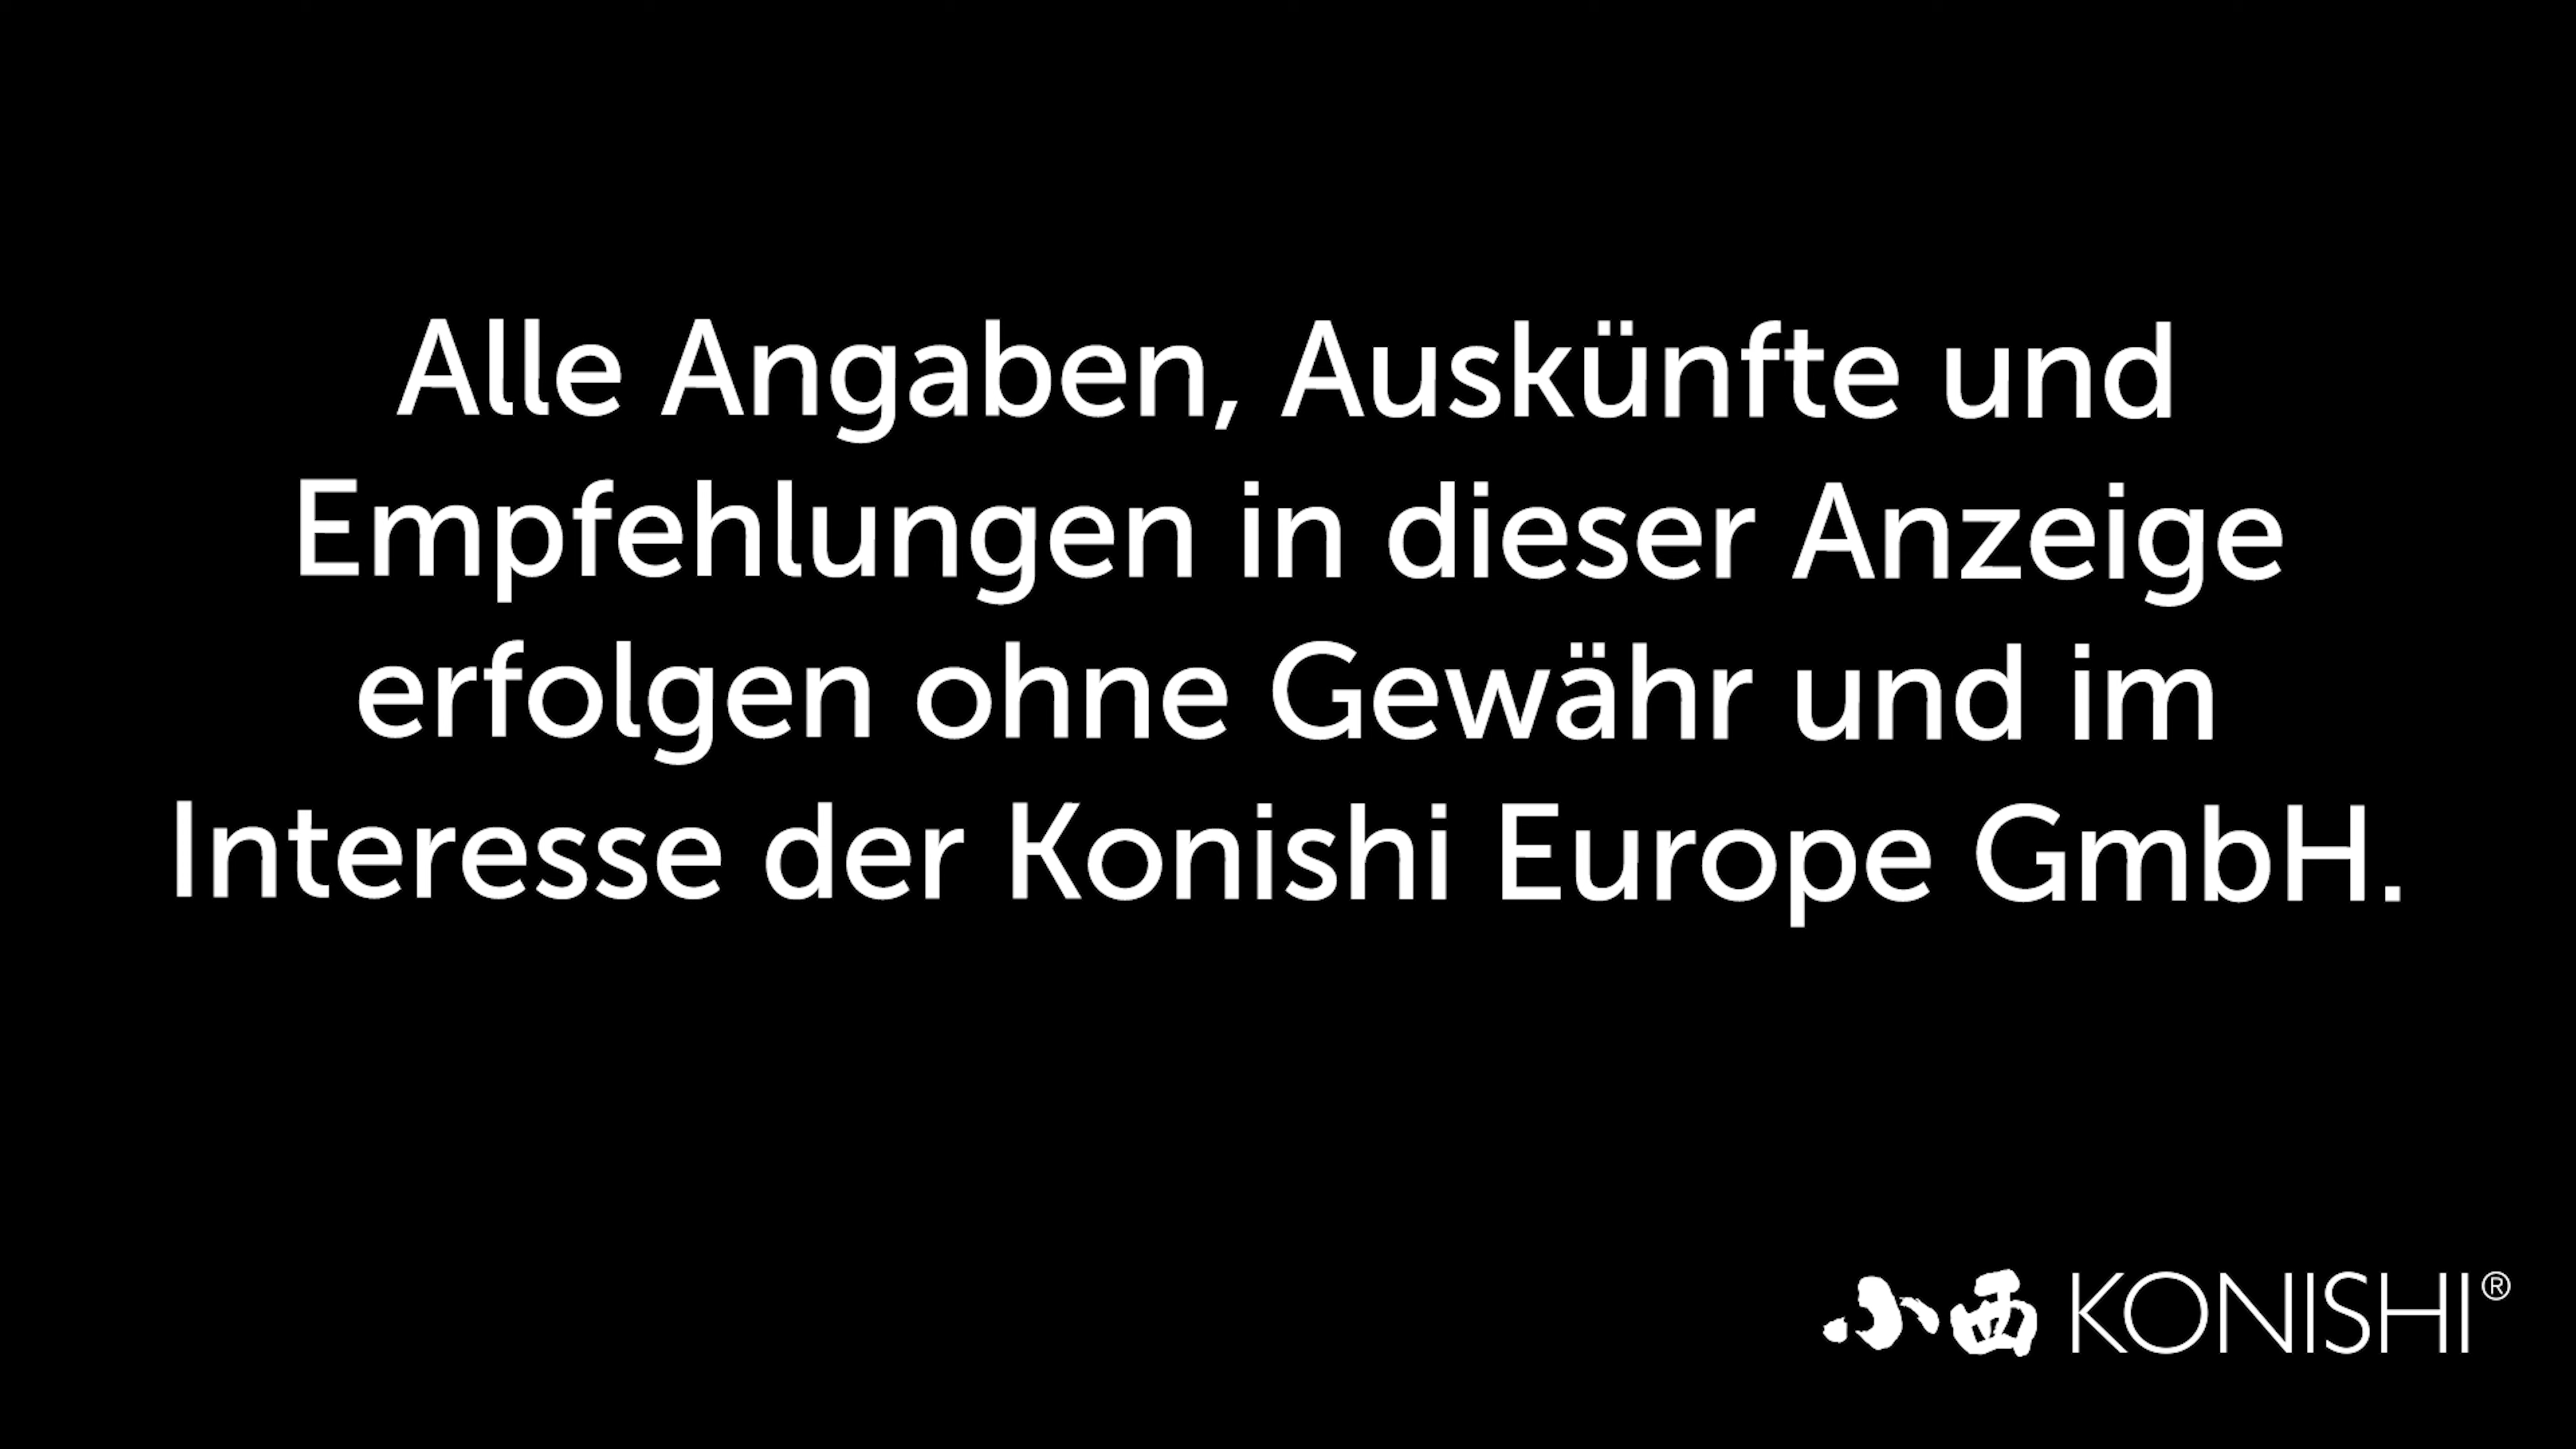 Alle Angaben, Auskünfte und
Empfehlungen in dieser Anzeige
erfolgen ohne Gewähr und im
Interesse der Konishi Europe GmbH.
小西 KONISHI®